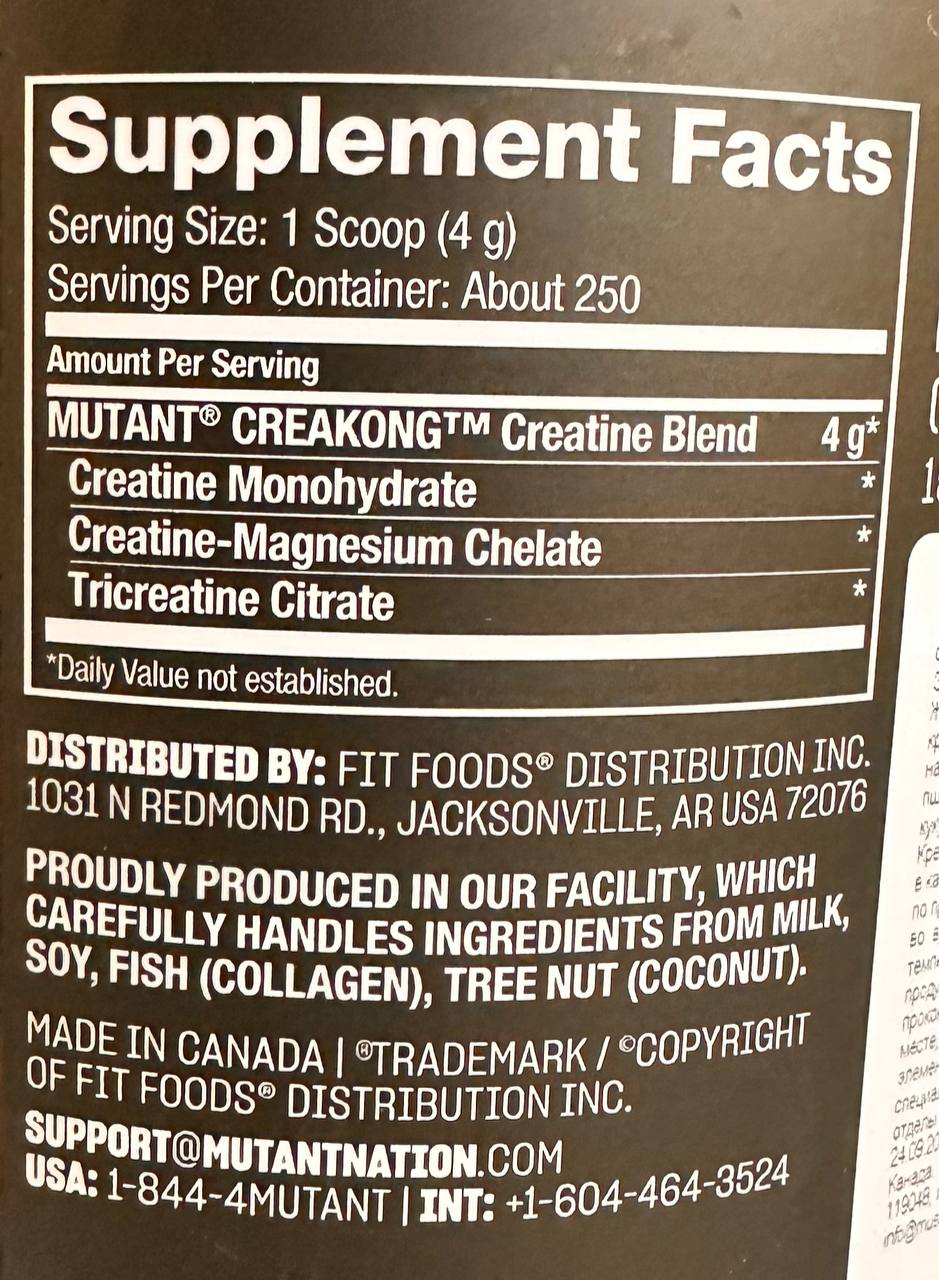 Supplement Facts
Serving Size: 1 Scoop (4 g)
Servings Per Container: About 250
Amount Per Serving
MUTANT® CREAKONG™ Creatine Blend 4 g*
Creatine Monohydrate *
Creatine-Magnesium Chelate *
Tricreatine Citrate *
*Daily Value not established.
DISTRIBUTED BY: FIT FOODS® DISTRIBUTION INC.
1031 N REDMOND RD., JACKSONVILLE, AR USA 72076
PROUDLY PRODUCED IN OUR FACILITY, WHICH
CAREFULLY HANDLES INGREDIENTS FROM MILK,
SOY, FISH (COLLAGEN), TREE NUT (COCONUT).
MADE IN CANADA | ®TRADEMARK / ©COPYRIGHT
OF FIT FOODS® DISTRIBUTION INC.
SUPPORT@MUTANTNATION.COM
USA: 1-844-4MUTANT | INT: +1-604-464-3524
месте,
Канада
119048,